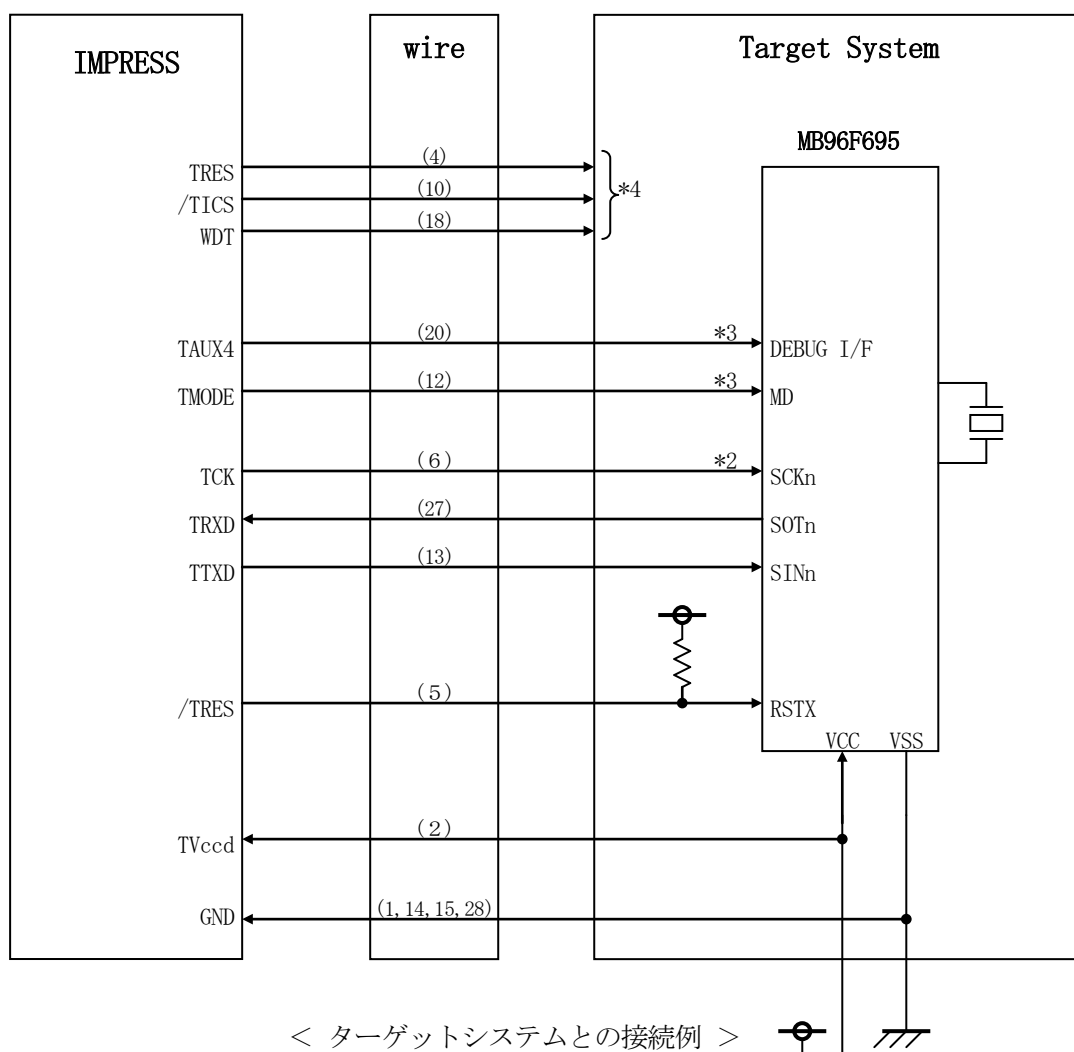 IMPRESS
wire
Target System
MB96F695
TRES
(4)
*4
/TICS
(10)
WDT
(18)
TAUX4
(20)
*3
DEBUG I/F
TMODE
(12)
*3
MD
TCK
(6)
*2
SCKn
TRXD
(27)
SOTn
TTXD
(13)
SINn
/TRES
(5)
RSTX
VCC VSS
TVccd
(2)
GND
(1,14,15,28)
< ターゲットシステムとの接続例 >